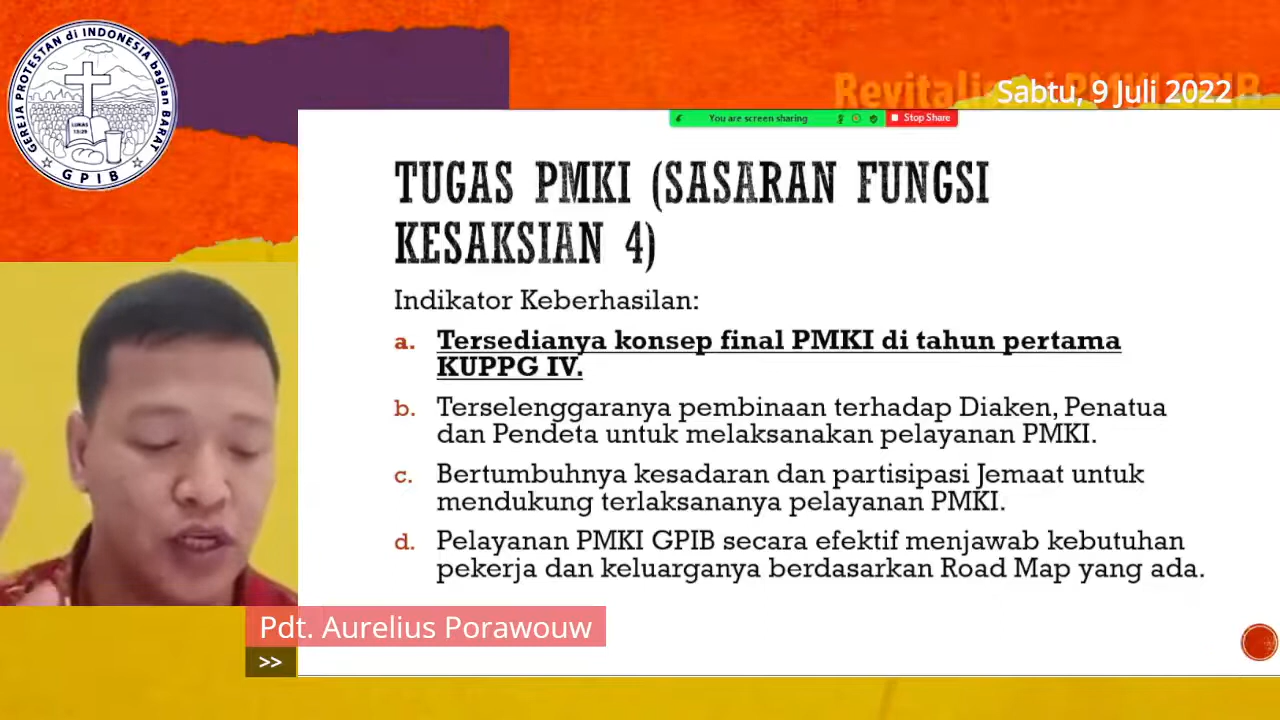 GEREJA PROTESTAN di INDONESIA bagian BARAT
LUKAS
13:29
GPIB
Sabtu, 9 Juli 2022
You are screen sharing
Stop Share
TUGAS PMKI (SASARAN FUNGSI
KESAKSIAN 4)
Indikator Keberhasilan:
a. Tersedianya konsep final PMKI di tahun pertama
KUPPG IV.
b. Terselenggaranya pembinaan terhadap Diaken, Penatua
dan Pendeta untuk melaksanakan pelayanan PMKI.
c. Bertumbuhnya kesadaran dan partisipasi Jemaat untuk
mendukung terlaksananya pelayanan PMKI.
d. Pelayanan PMKI GPIB secara efektif menjawab kebutuhan
pekerja dan keluarganya berdasarkan Road Map yang ada.
Pdt. Aurelius Porawouw
>>